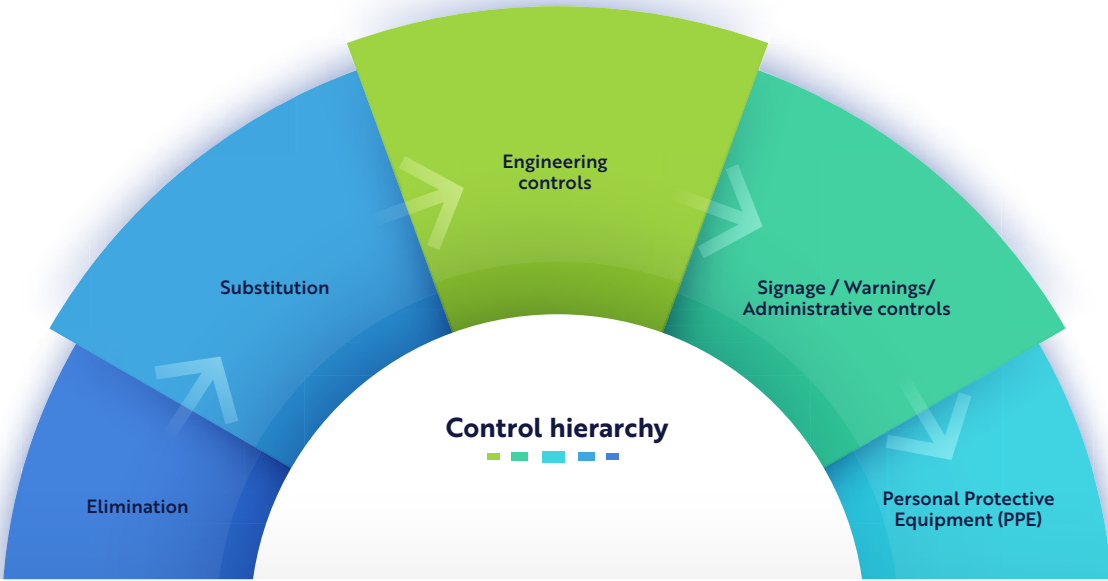 Engineering
controls
Substitution
Signage / Warnings/
Administrative controls
Control hierarchy
Elimination
Personal Protective
Equipment (PPE)